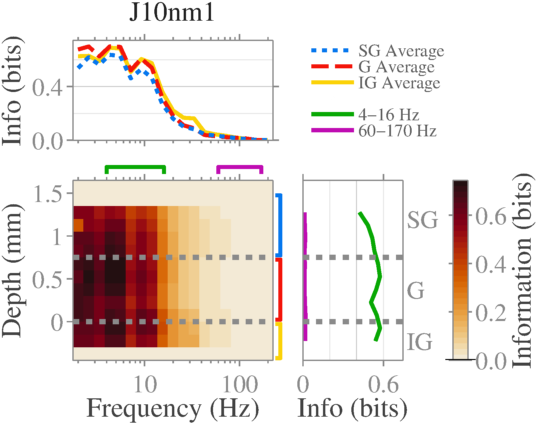 J10nm1
Info (bits)
0.4
0.0
SG Average
G Average
IG Average
4–16 Hz
60–170 Hz
Depth (mm)
1.5
1.0
0.5
0
10
100
Frequency (Hz)
SG
G
IG
0
0.6
Info (bits)
0.6
0.4
0.2
0.0
Information (bits)